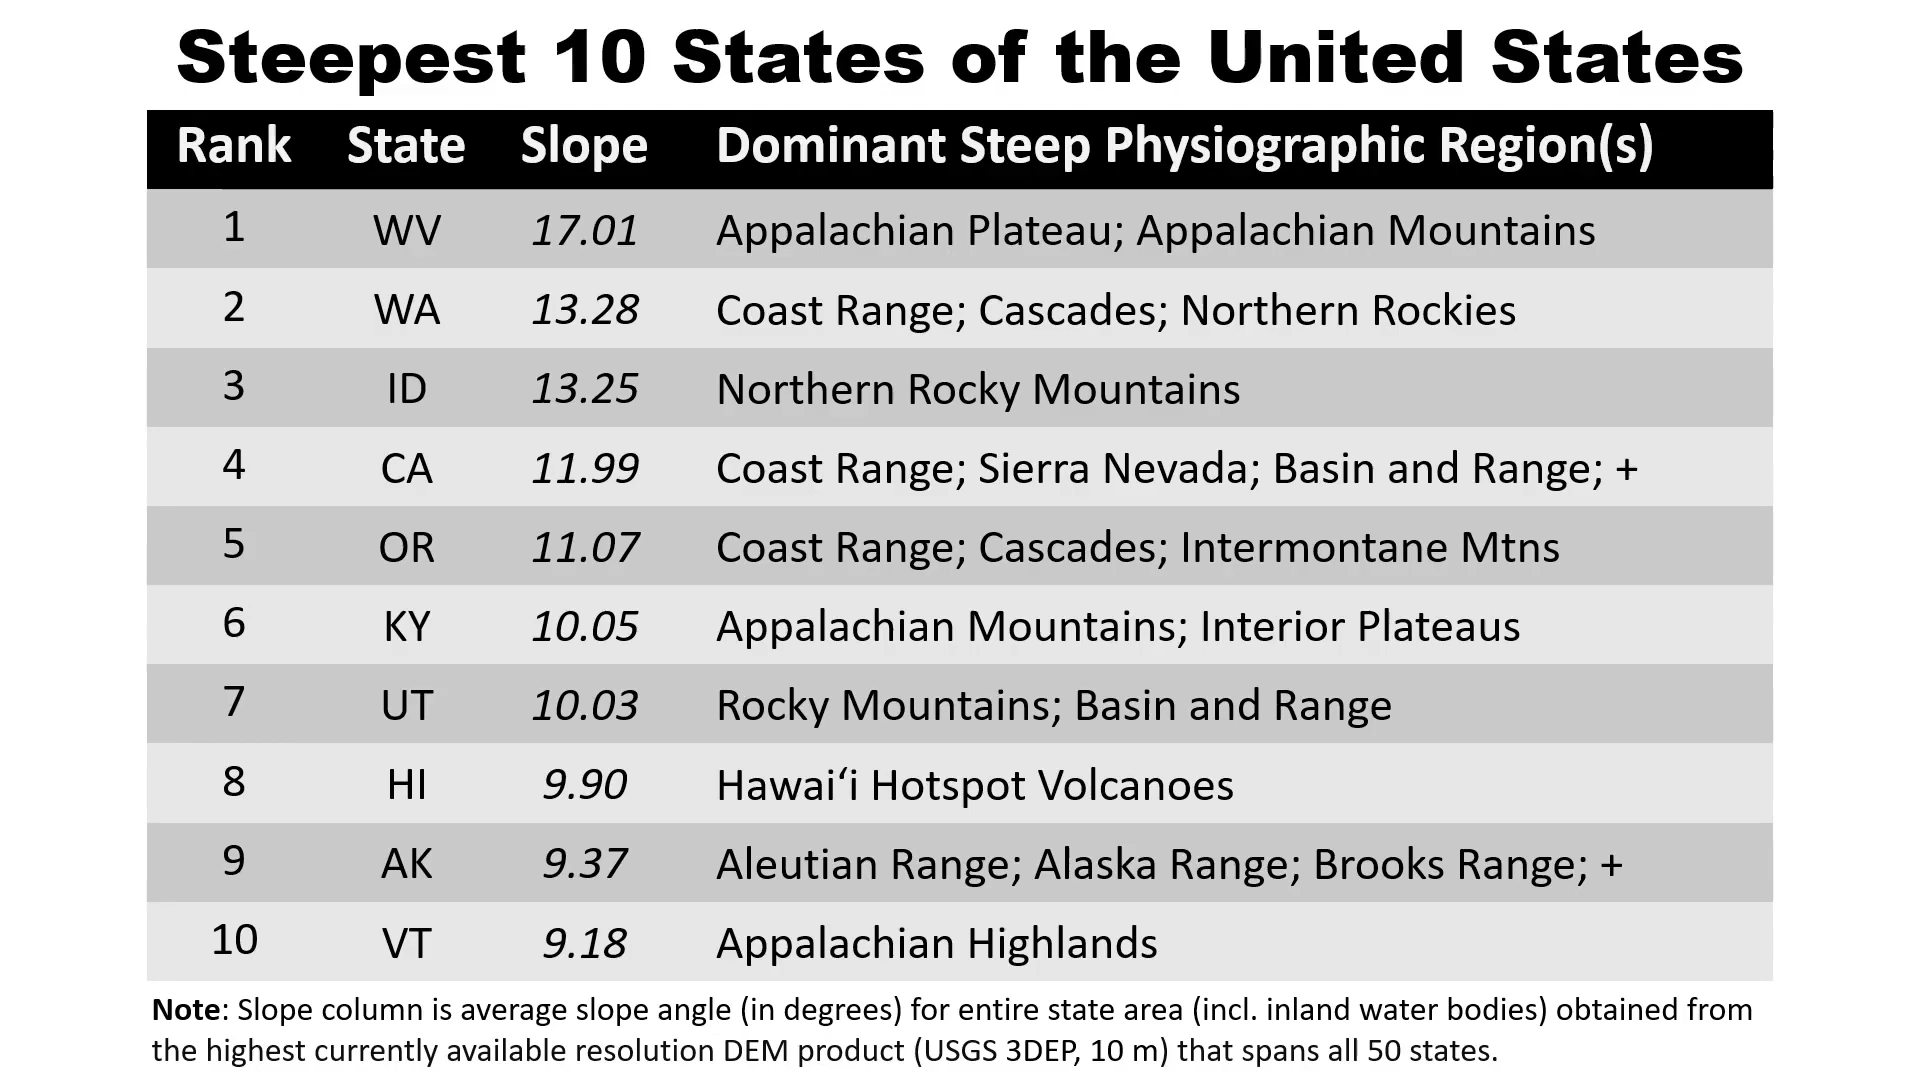 Steepest 10 States of the United States
Rank State Slope Dominant Steep Physiographic Region(s)
1 WV 17.01 Appalachian Plateau; Appalachian Mountains
2 WA 13.28 Coast Range; Cascades; Northern Rockies
3 ID 13.25 Northern Rocky Mountains
4 CA 11.99 Coast Range; Sierra Nevada; Basin and Range; +
5 OR 11.07 Coast Range; Cascades; Intermontane Mtns
6 KY 10.05 Appalachian Mountains; Interior Plateaus
7 UT 10.03 Rocky Mountains; Basin and Range
8 HI 9.90 Hawai‘i Hotspot Volcanoes
9 AK 9.37 Aleutian Range; Alaska Range; Brooks Range; +
10 VT 9.18 Appalachian Highlands
Note: Slope column is average slope angle (in degrees) for entire state area (incl. inland water bodies) obtained from
the highest currently available resolution DEM product (USGS 3DEP, 10 m) that spans all 50 states.